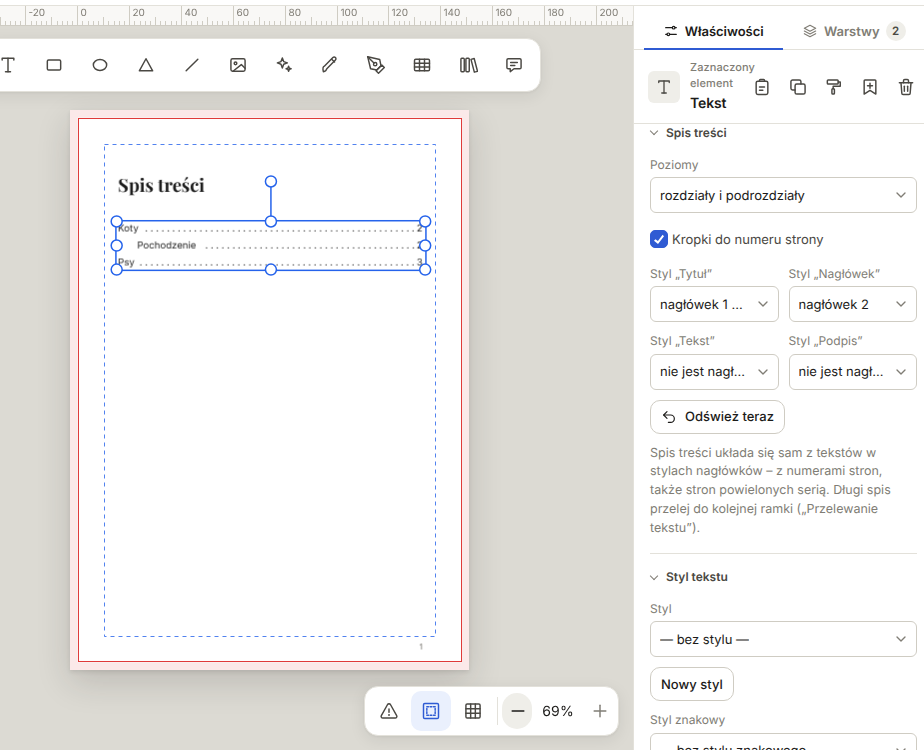 -20 0 20 40 60 80 100 120 140 160 180 200
Właściwości
Warstwy 2
Zaznaczony
element
Tekst
Spis treści
Poziomy
rozdziały i podrozdziały
Kropki do numeru strony
Styl „Tytuł” Styl „Nagłówek”
nagłówek 1 ... nagłówek 2
Styl „Tekst” Styl „Podpis”
nie jest nagł... nie jest nagł...
Odśwież teraz
Spis treści układa się sam z tekstów w
stylach nagłówków – z numerami stron,
także stron powielonych serią. Długi spis
przelej do kolejnej ramki („Przelewanie
tekstu”).
Styl tekstu
Styl
— bez stylu —
Nowy styl
Styl znakowy
— bez stylu znakowego —
Spis treści
Koty 2
Pochodzenie 2
Psy 3
1
69%